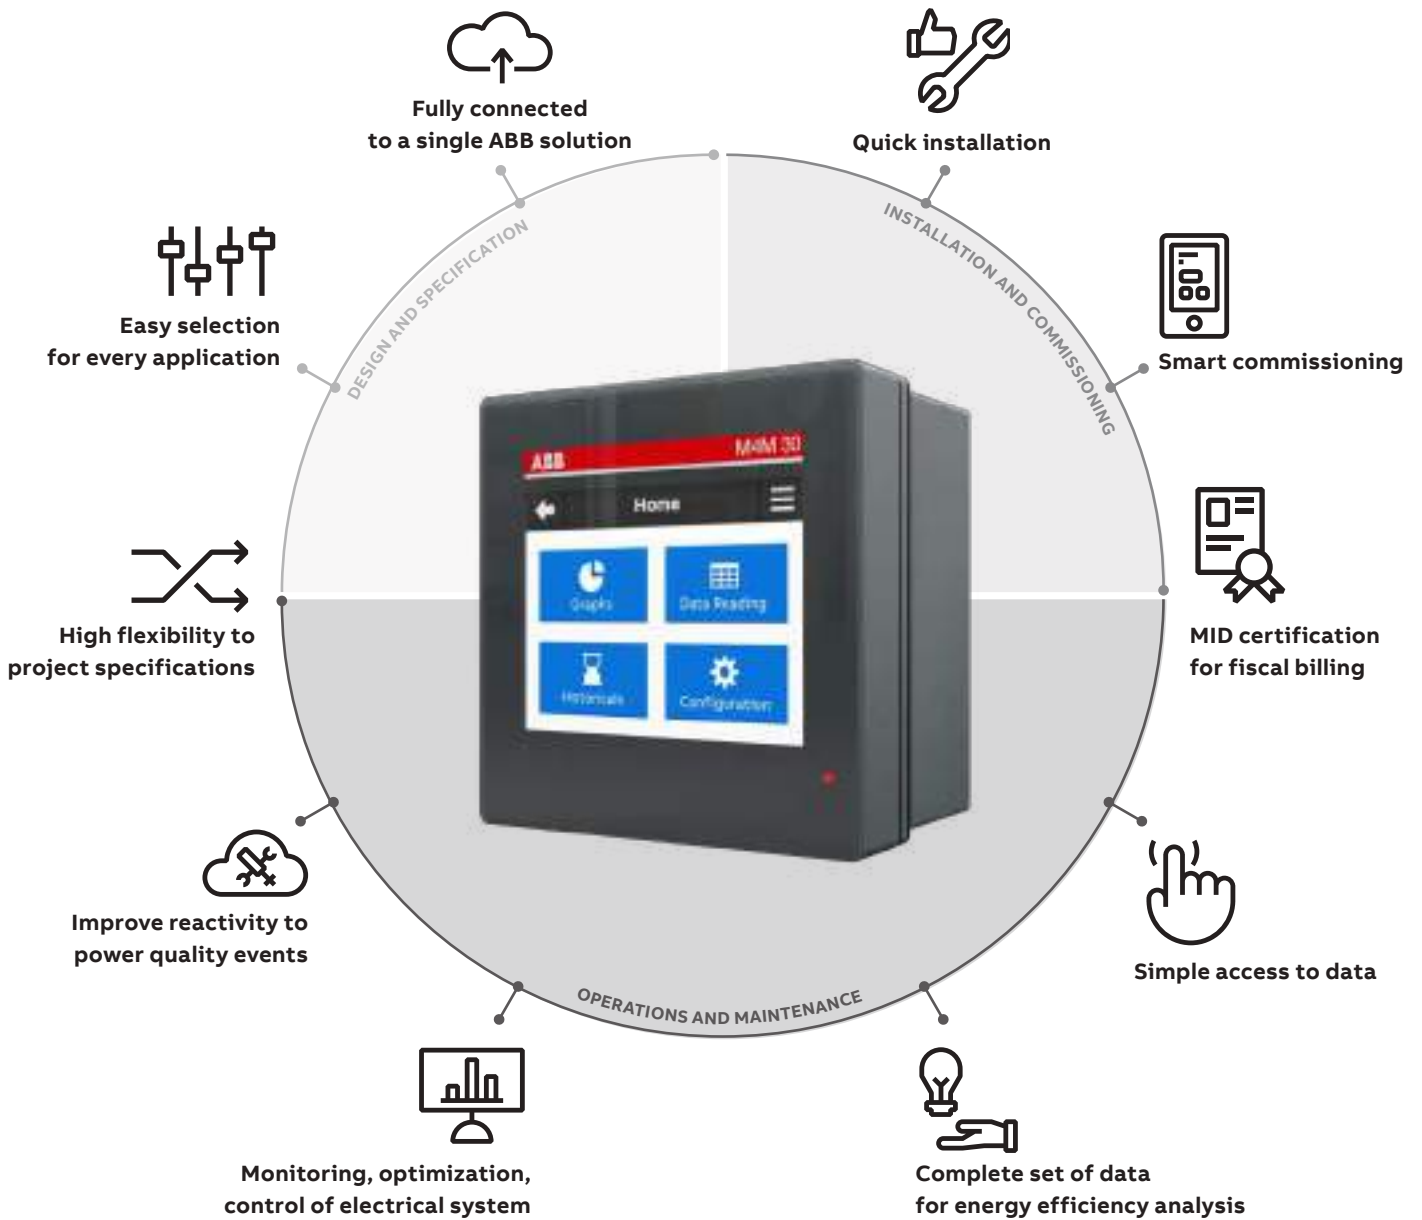 Fully connected
to a single ABB solution
Quick installation
Easy selection
for every application
DESIGN AND SPECIFICATION
INSTALLATION AND COMMISSIONING
Smart commissioning
ABB
M4M 30
Home
Graphs
Data Reading
Historicals
Configuration
High flexibility to
project specifications
MID certification
for fiscal billing
Improve reactivity to
power quality events
Simple access to data
OPERATIONS AND MAINTENANCE
Monitoring, optimization,
control of electrical system
Complete set of data
for energy efficiency analysis